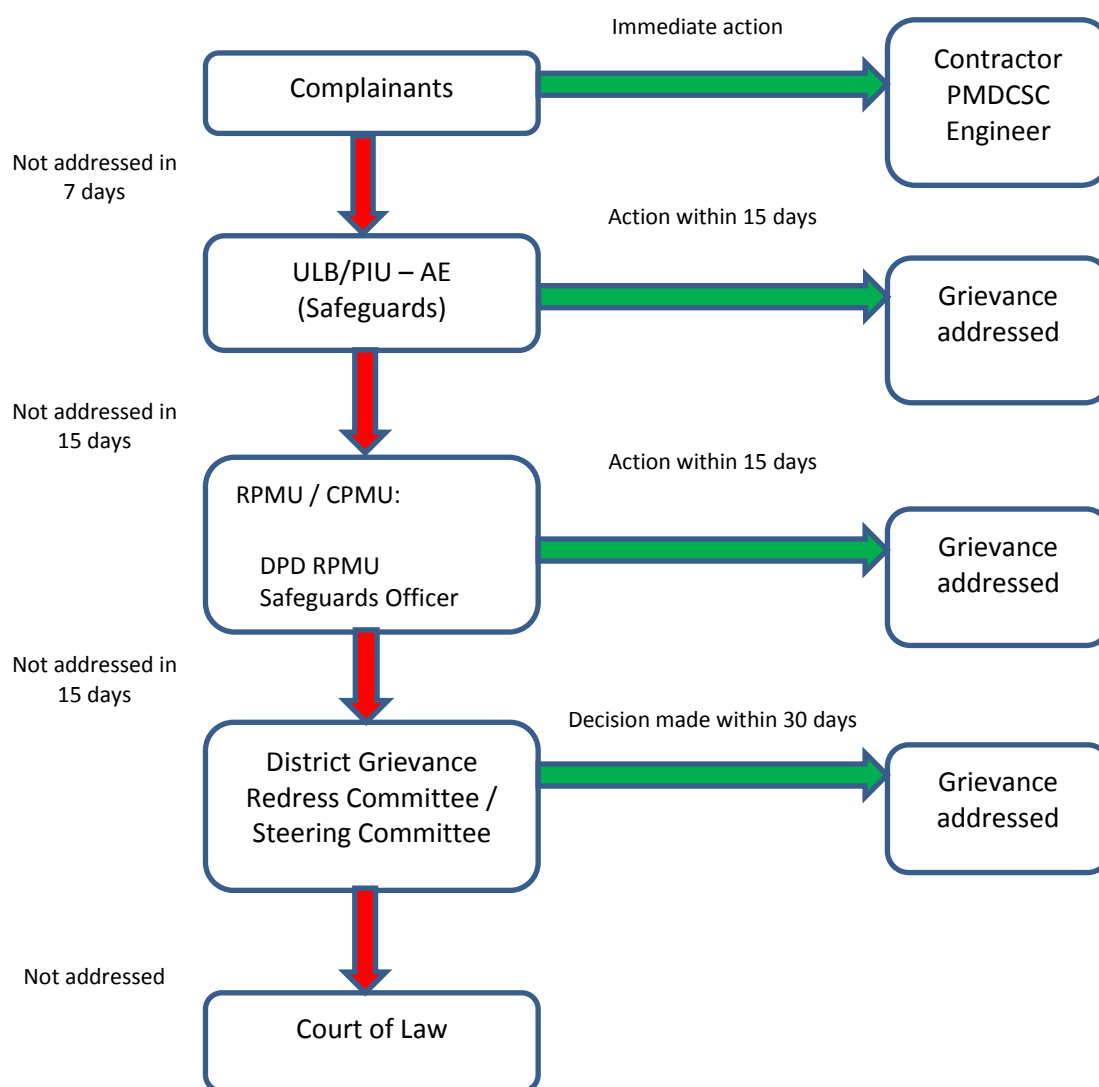 Immediate action
Complainants
Contractor
PMDCSC
Engineer
Not addressed in
7 days
Action within 15 days
ULB/PIU – AE
(Safeguards)
Grievance
addressed
Not addressed in
15 days
Action within 15 days
RPMU / CPMU:
DPD RPMU
Safeguards Officer
Grievance
addressed
Not addressed in
15 days
Decision made within 30 days
District Grievance
Redress Committee /
Steering Committee
Grievance
addressed
Not addressed
Court of Law